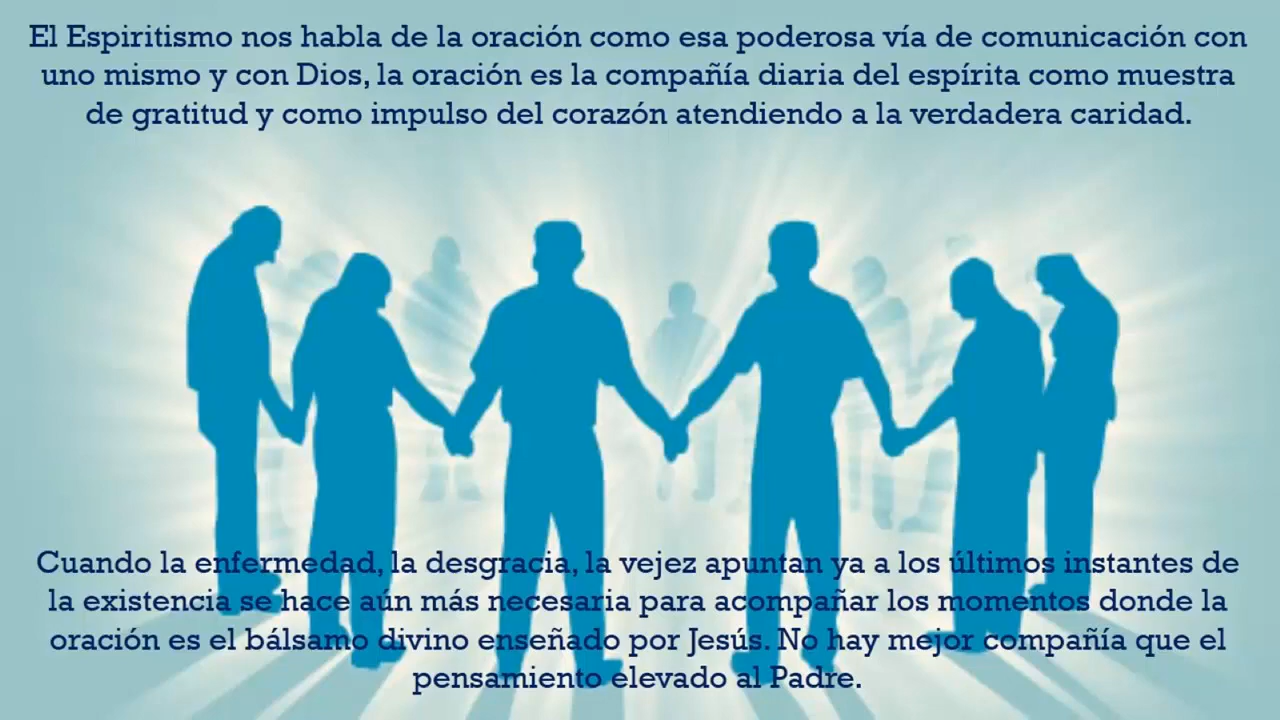 El Espiritismo nos habla de la oración como esa poderosa vía de comunicación con
uno mismo y con Dios, la oración es la compañía diaria del espírita como muestra
de gratitud y como impulso del corazón atendiendo a la verdadera caridad.
Cuando la enfermedad, la desgracia, la vejez apuntan ya a los últimos instantes de
la existencia se hace aún más necesaria para acompañar los momentos donde la
oración es el bálsamo divino enseñado por Jesús. No hay mejor compañía que el
pensamiento elevado al Padre.